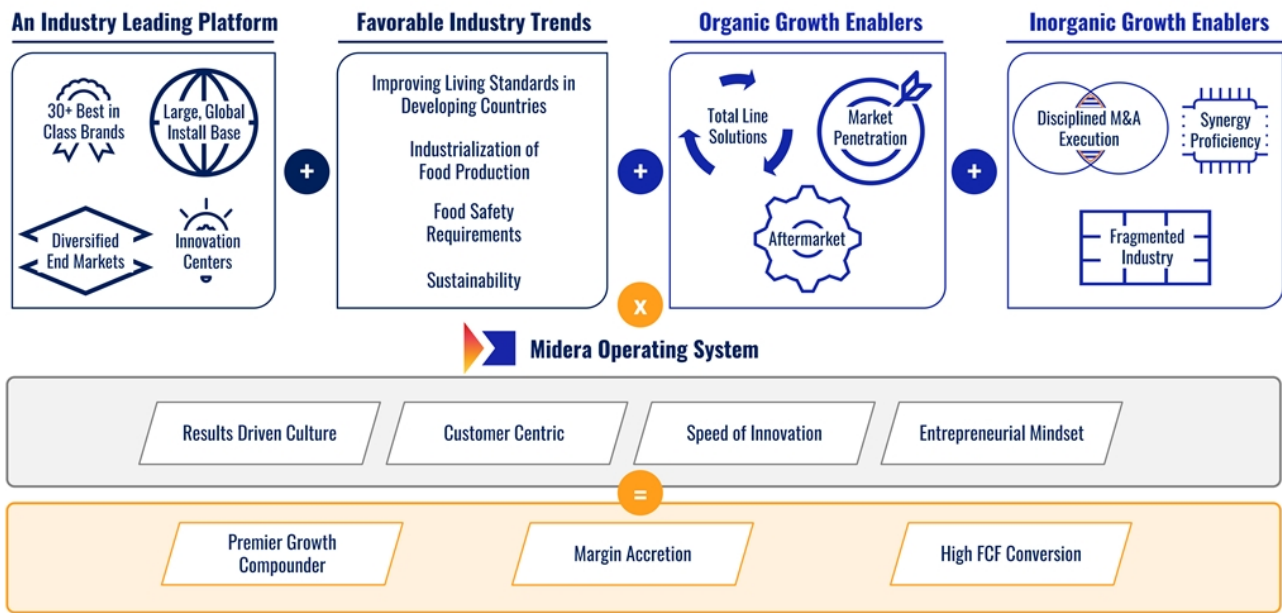 An Industry Leading Platform
30+ Best in
Class Brands
Large, Global
Install Base
Diversified
End Markets
Innovation
Centers
+
Favorable Industry Trends
Improving Living Standards in
Developing Countries
Industrialization of
Food Production
Food Safety
Requirements
Sustainability
+
Organic Growth Enablers
Total Line
Solutions
Market
Penetration
Aftermarket
+
Inorganic Growth Enablers
Disciplined M&A
Execution
Synergy
Proficiency
Fragmented
Industry
x
Midera Operating System
Results Driven Culture
Customer Centric
Speed of Innovation
Entrepreneurial Mindset
=
Premier Growth
Compounder
Margin Accretion
High FCF Conversion